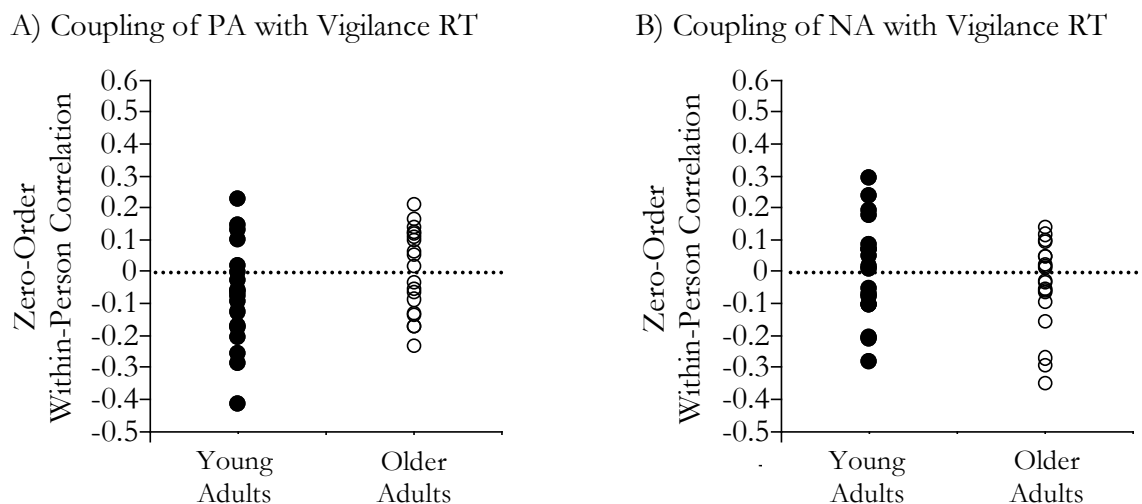 A) Coupling of PA with Vigilance RT
Zero-Order
Within-Person Correlation
0.6
0.5
0.4
0.3
0.2
0.1
0
-0.1
-0.2
-0.3
-0.4
-0.5
Young
Adults
Older
Adults
B) Coupling of NA with Vigilance RT
Zero-Order
Within-Person Correlation
0.6
0.5
0.4
0.3
0.2
0.1
0
-0.1
-0.2
-0.3
-0.4
-0.5
Young
Adults
Older
Adults